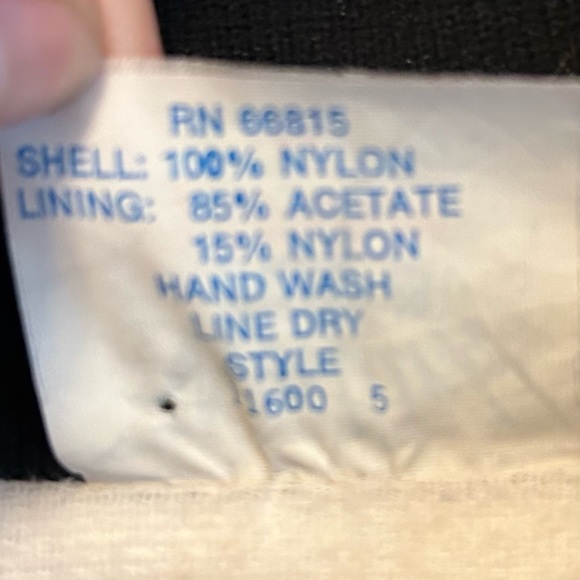 RN 66815
SHELL: 100% NYLON
LINING: 85% ACETATE
15% NYLON
HAND WASH
LINE DRY
STYLE
1600 5